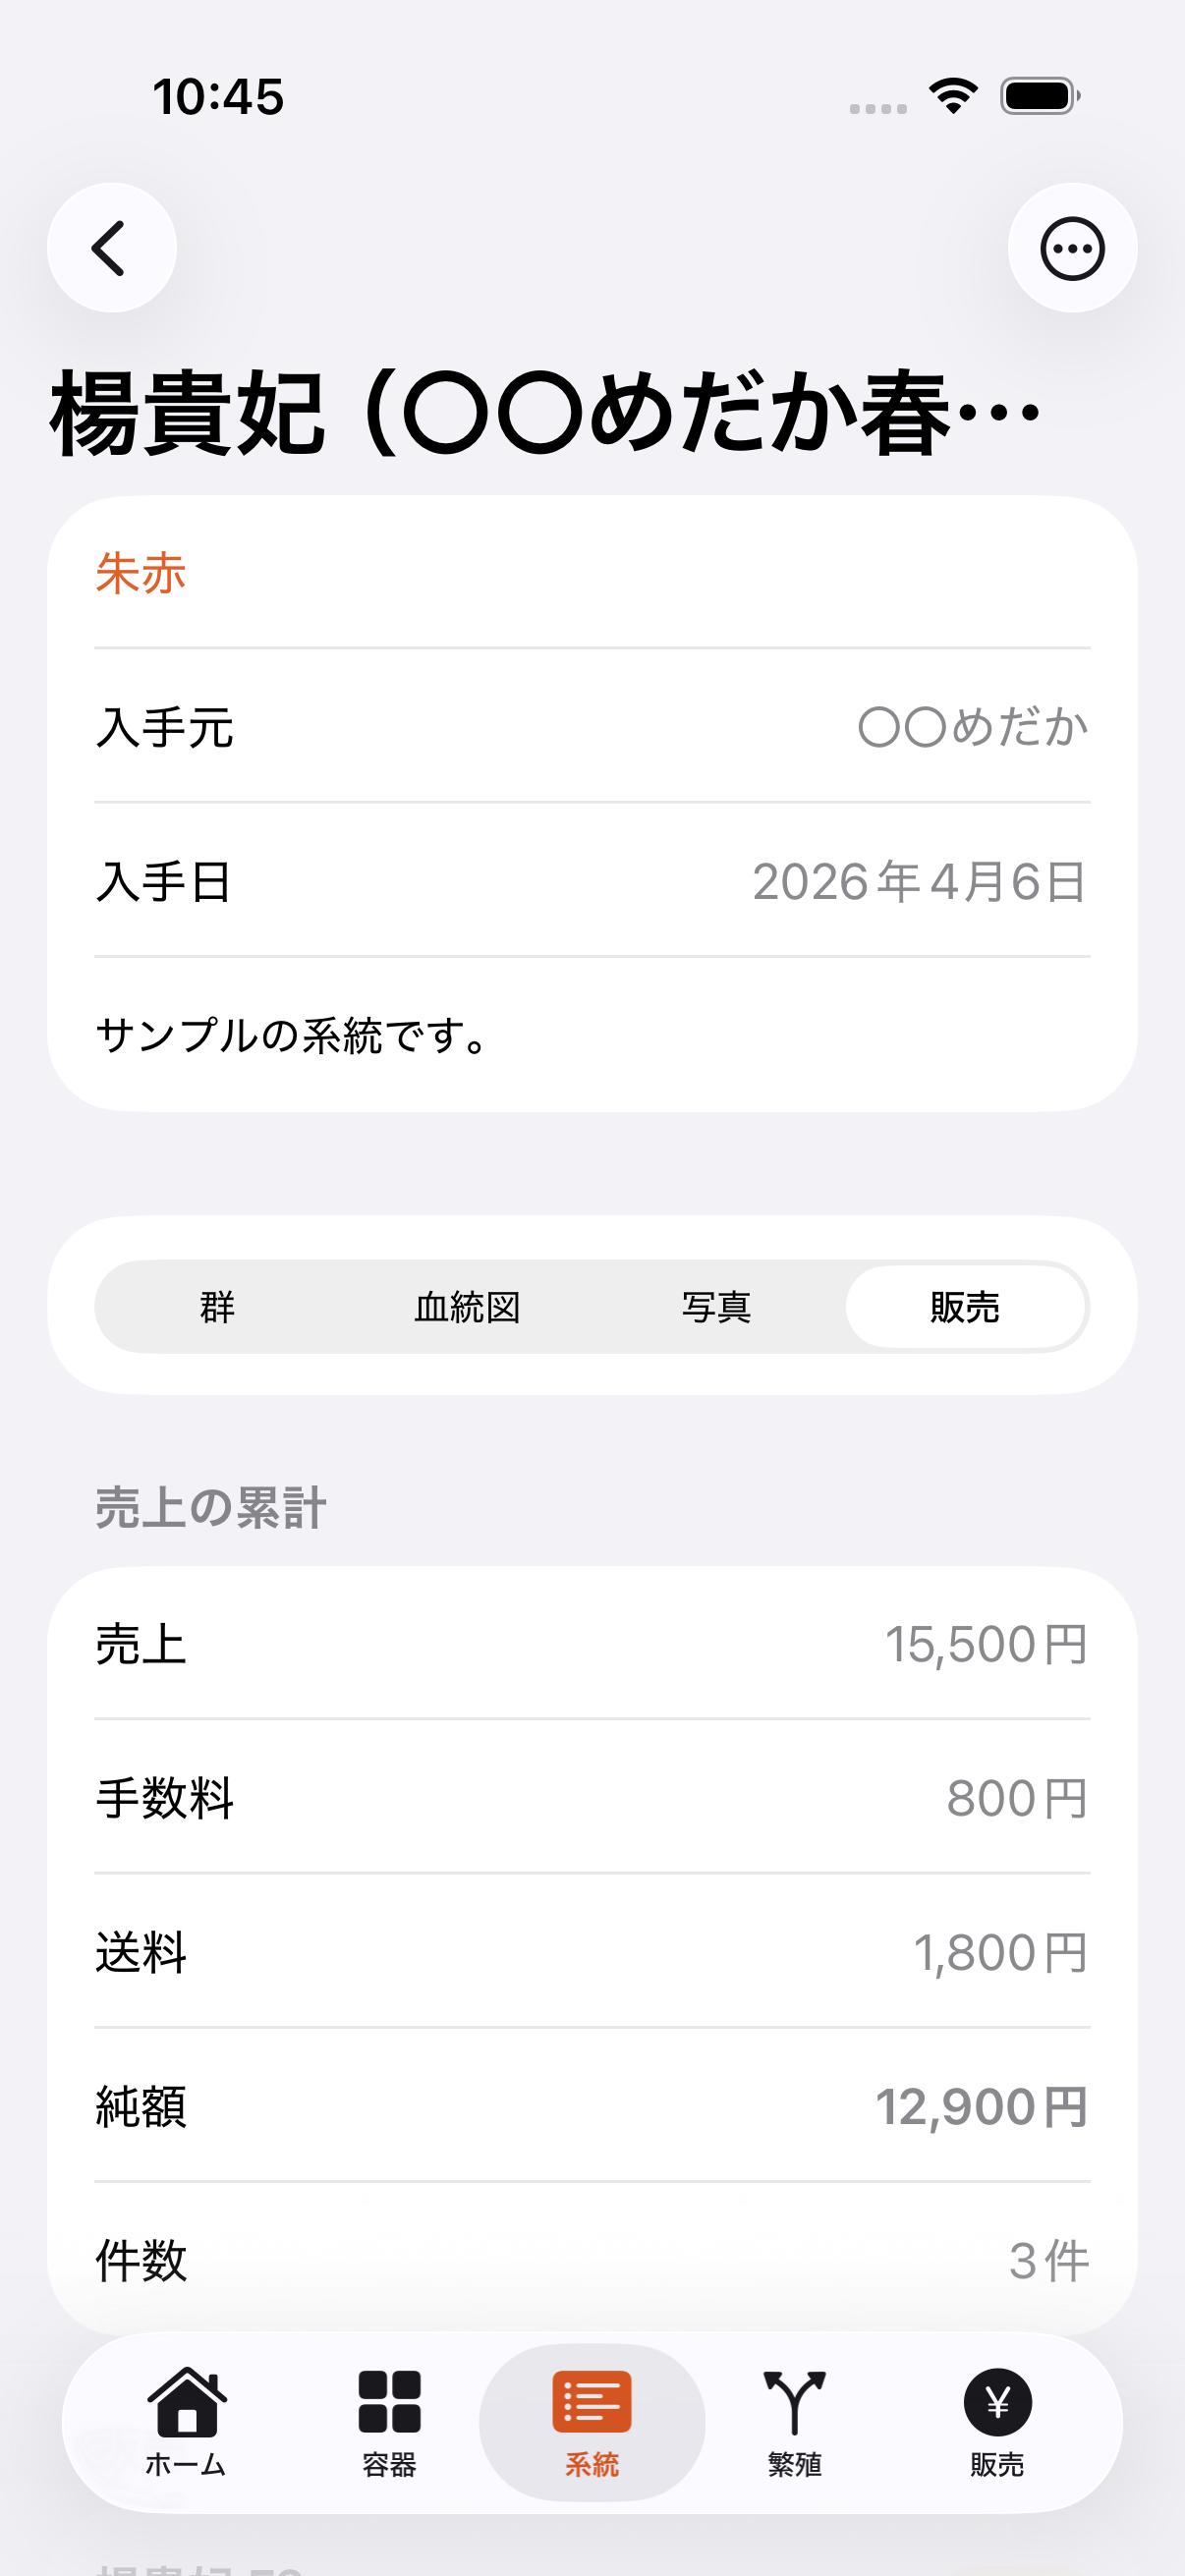 10:45
楊貴妃（〇〇めだか春…
朱赤
入手元 〇〇めだか
入手日 2026年4月6日
サンプルの系統です。
群 血統図 写真 販売
売上の累計
売上 15,500円
手数料 800円
送料 1,800円
純額 12,900円
件数 3件
ホーム 容器 系統 繁殖 販売